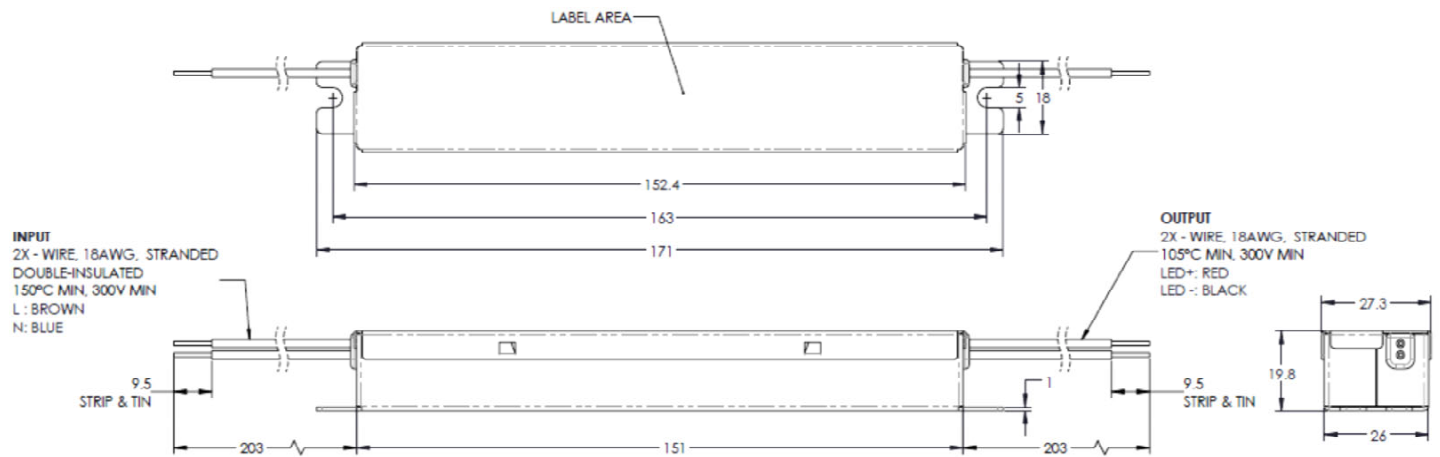 LABEL AREA
5
18
152.4
163
171
INPUT
2X - WIRE, 18AWG, STRANDED
DOUBLE-INSULATED
150°C MIN, 300V MIN
L : BROWN
N: BLUE
OUTPUT
2X - WIRE, 18AWG, STRANDED
105°C MIN, 300V MIN
LED+: RED
LED -: BLACK
27.3
19.8
26
9.5
STRIP & TIN
1
9.5
STRIP & TIN
203
151
203